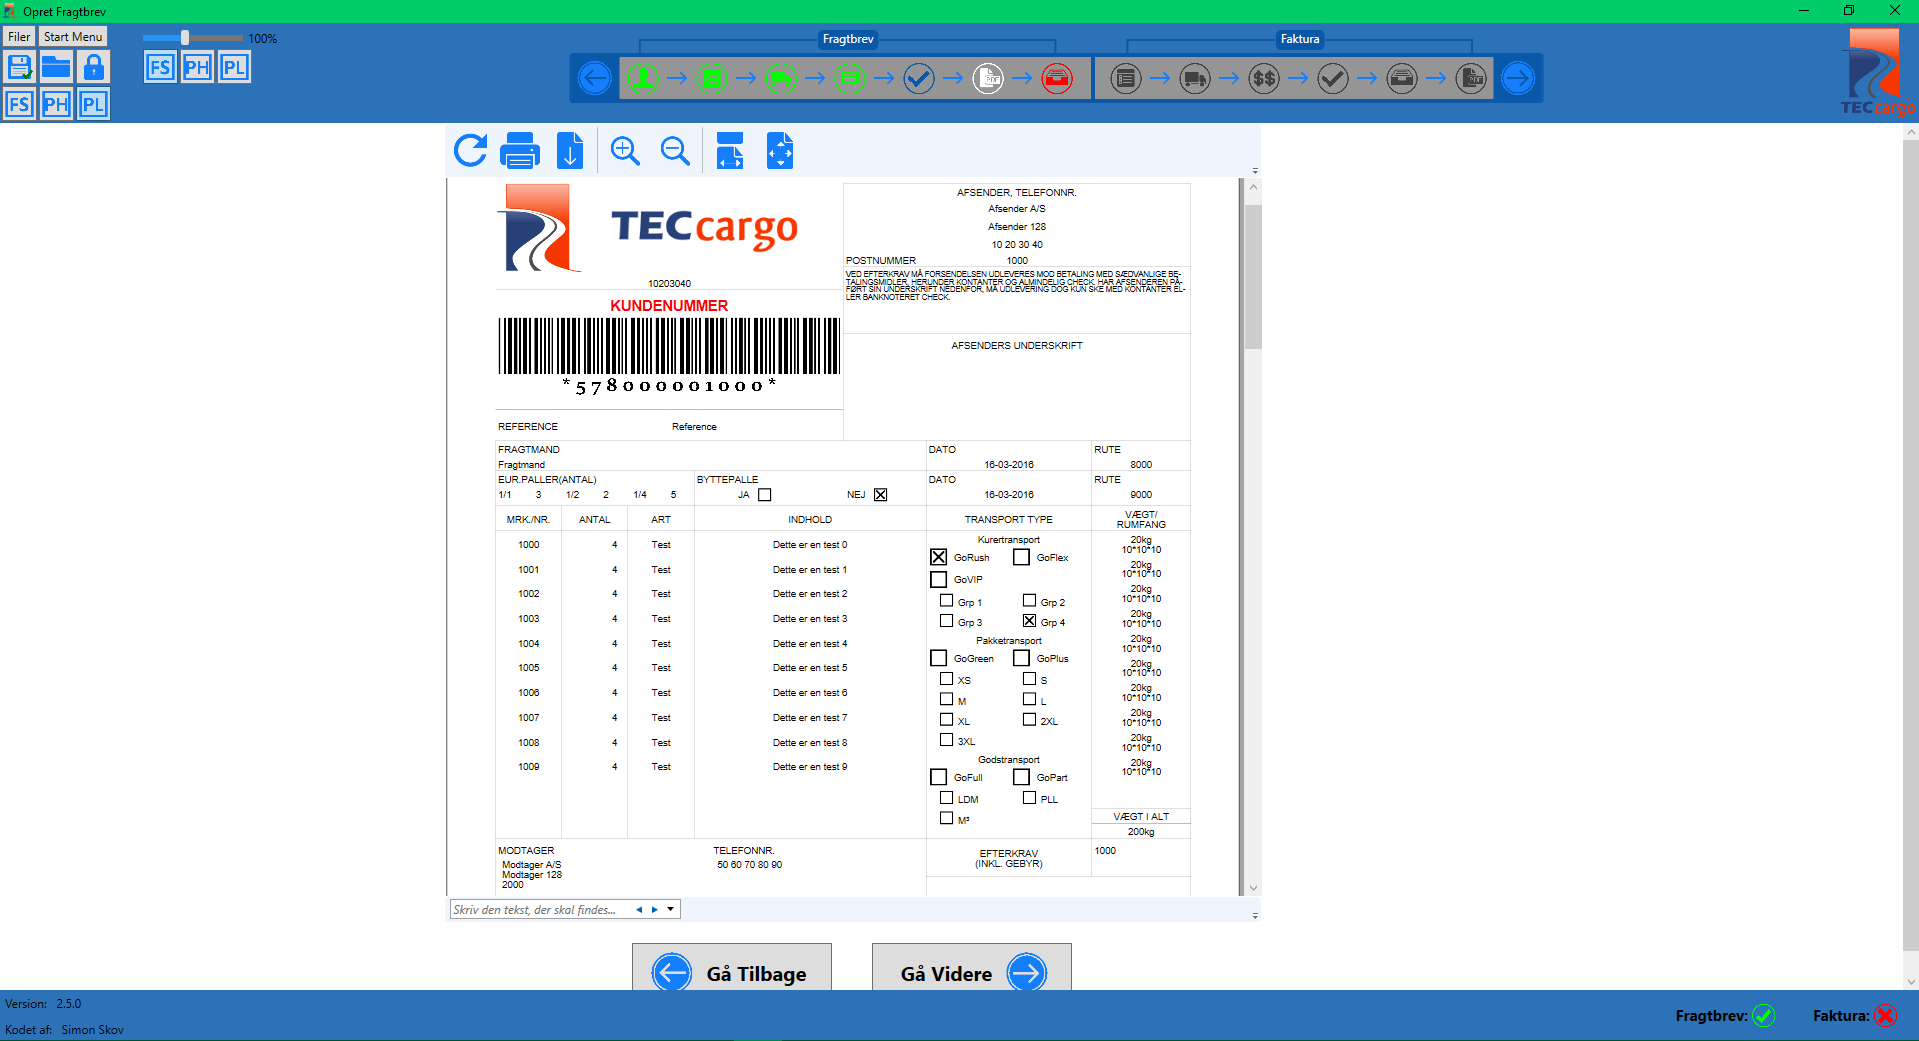 Opret Fragtbrev
Filer Start Menu 100%
FS PH PL
FS PH PL
Fragtbrev Faktura
PDF $$ PDF
TECcargo
TECcargo
10203040
KUNDENUMMER
*578000001000*
REFERENCE Reference
AFSENDER, TELEFONNR.
Afsender A/S
Afsender 128
10 20 30 40
POSTNUMMER 1000
VED EFTERKRAV MÅ FORSENDELSEN UDLEVERES MOD BETALING MED SÆDVANLIGE BE-
TALINGSMIDLER, HERUNDER KONTANTER OG ALMINDELIG CHECK. HAR AFSENDEREN PÅ-
FØRT SIN UNDERSKRIFT NEDENFOR, MÅ UDLEVERING DOG KUN SKE MED KONTANTER EL-
LER BANKNOTERET CHECK.
AFSENDERS UNDERSKRIFT
FRAGTMAND DATO RUTE
Fragtmand 16-03-2016 8000
EUR.PALLER(ANTAL) BYTTEPALLE DATO RUTE
1/1 3 1/2 2 1/4 5 JA NEJ 16-03-2016 9000
MRK./NR. ANTAL ART INDHOLD TRANSPORT TYPE VÆGT/
RUMFANG
1000 4 Test Dette er en test 0
1001 4 Test Dette er en test 1
1002 4 Test Dette er en test 2
1003 4 Test Dette er en test 3
1004 4 Test Dette er en test 4
1005 4 Test Dette er en test 5
1006 4 Test Dette er en test 6
1007 4 Test Dette er en test 7
1008 4 Test Dette er en test 8
1009 4 Test Dette er en test 9
Kurertransport
GoRush GoFlex
GoVIP
Grp 1 Grp 2
Grp 3 Grp 4
Pakketransport
GoGreen GoPlus
XS S
M L
XL 2XL
3XL
Godstransport
GoFull GoPart
LDM PLL
M³
20kg
10*10*10
20kg
10*10*10
20kg
10*10*10
20kg
10*10*10
20kg
10*10*10
20kg
10*10*10
20kg
10*10*10
20kg
10*10*10
20kg
10*10*10
20kg
10*10*10
VÆGT I ALT
200kg
MODTAGER TELEFONNR.
Modtager A/S 50 60 70 80 90
Modtager 128
2000
EFTERKRAV 1000
(INKL. GEBYR)
Skriv den tekst, der skal findes...
Gå Tilbage Gå Videre
Version: 2.5.0
Kodet af: Simon Skov
Fragtbrev: Faktura: